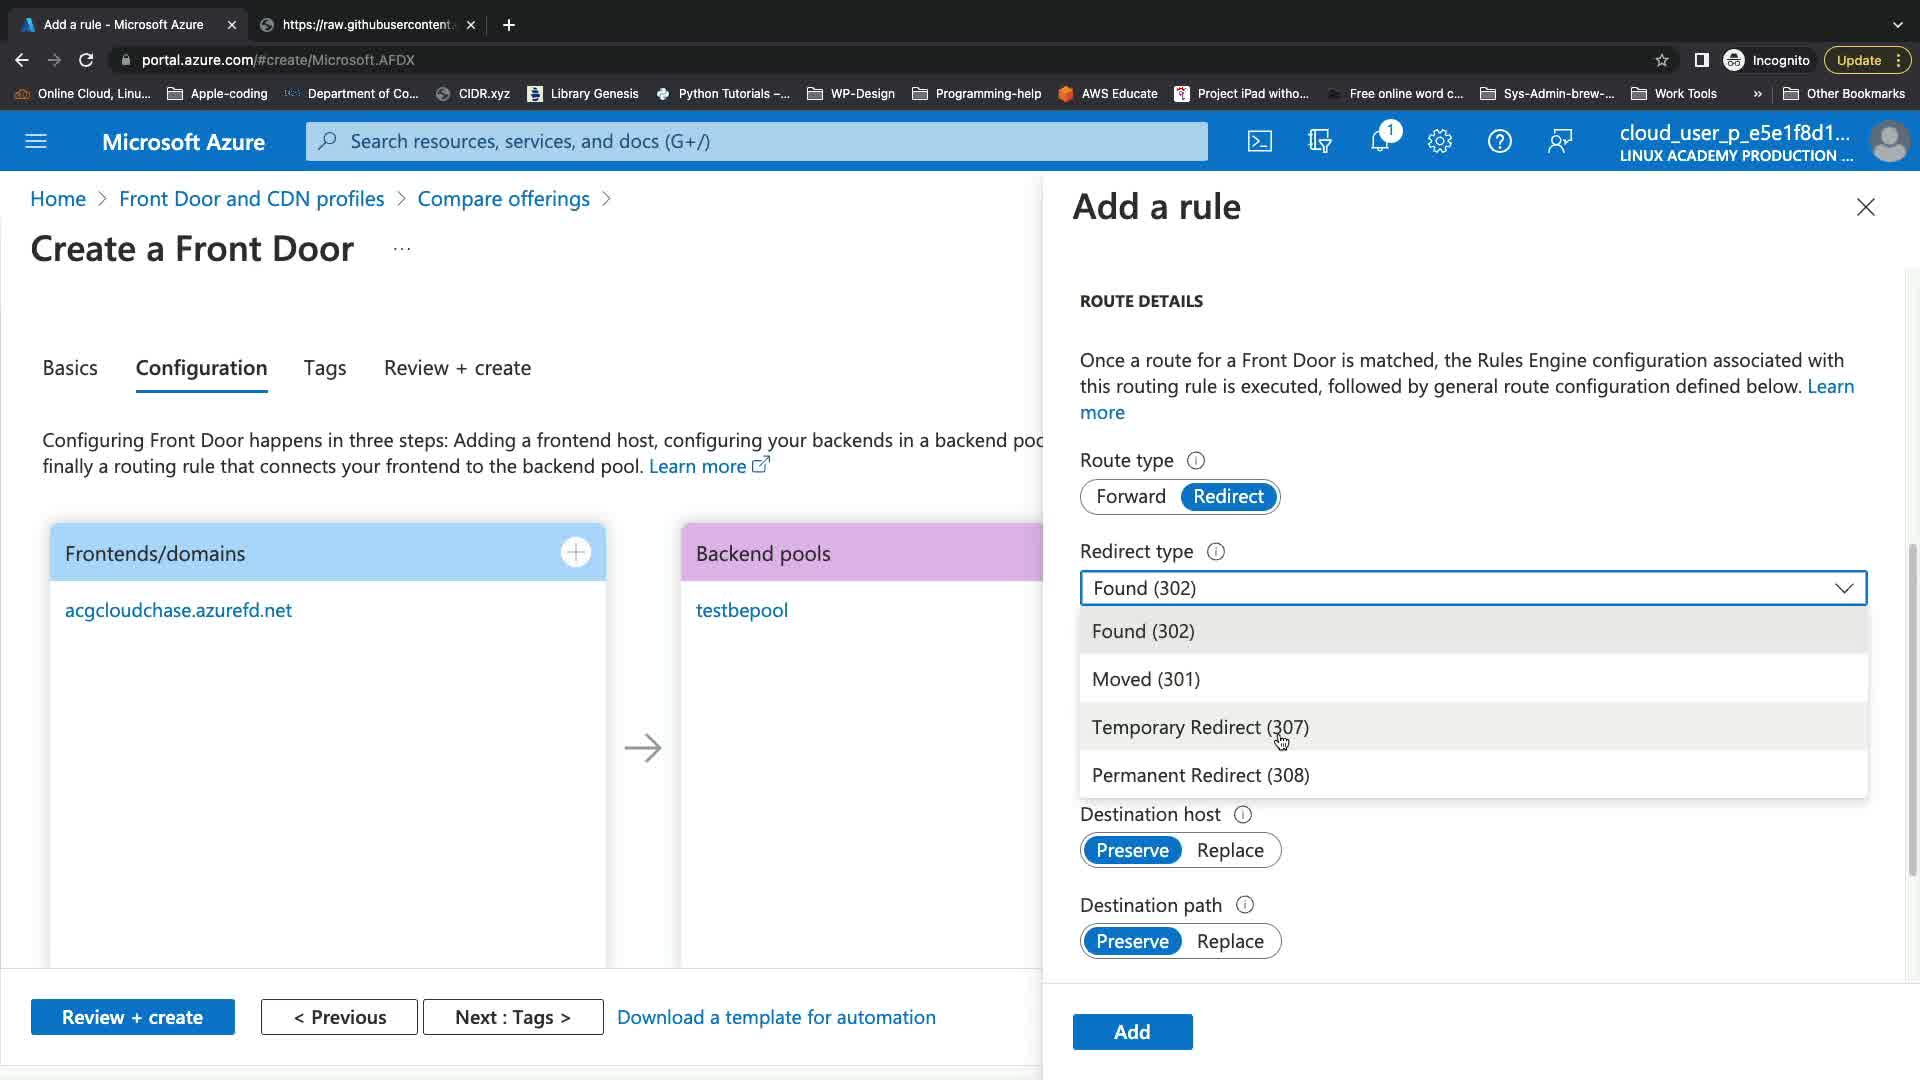 Add a rule - Microsoft Azure
https://raw.githubusercontent.
portal.azure.com/#create/Microsoft.AFDX
Incognito
Update
Online Cloud, Linu...
Apple-coding
Department of Co...
CIDR.xyz
Library Genesis
Python Tutorials –...
WP-Design
Programming-help
AWS Educate
Project iPad witho...
Free online word c...
Sys-Admin-brew-...
Work Tools
»
Other Bookmarks
Microsoft Azure
Search resources, services, and docs (G+/)
1
cloud_user_p_e5e1f8d1...
LINUX ACADEMY PRODUCTION ...
Home > Front Door and CDN profiles > Compare offerings >
Create a Front Door ...
Basics
Configuration
Tags
Review + create
Configuring Front Door happens in three steps: Adding a frontend host, configuring your backends in a backend poo
finally a routing rule that connects your frontend to the backend pool. Learn more
Frontends/domains
acgcloudchase.azurefd.net
Backend pools
testbepool
Review + create
< Previous
Next : Tags >
Download a template for automation
Add a rule
ROUTE DETAILS
Once a route for a Front Door is matched, the Rules Engine configuration associated with
this routing rule is executed, followed by general route configuration defined below. Learn
more
Route type
Forward
Redirect
Redirect type
Found (302)
Found (302)
Moved (301)
Temporary Redirect (307)
Permanent Redirect (308)
Destination host
Preserve
Replace
Destination path
Preserve
Replace
Add